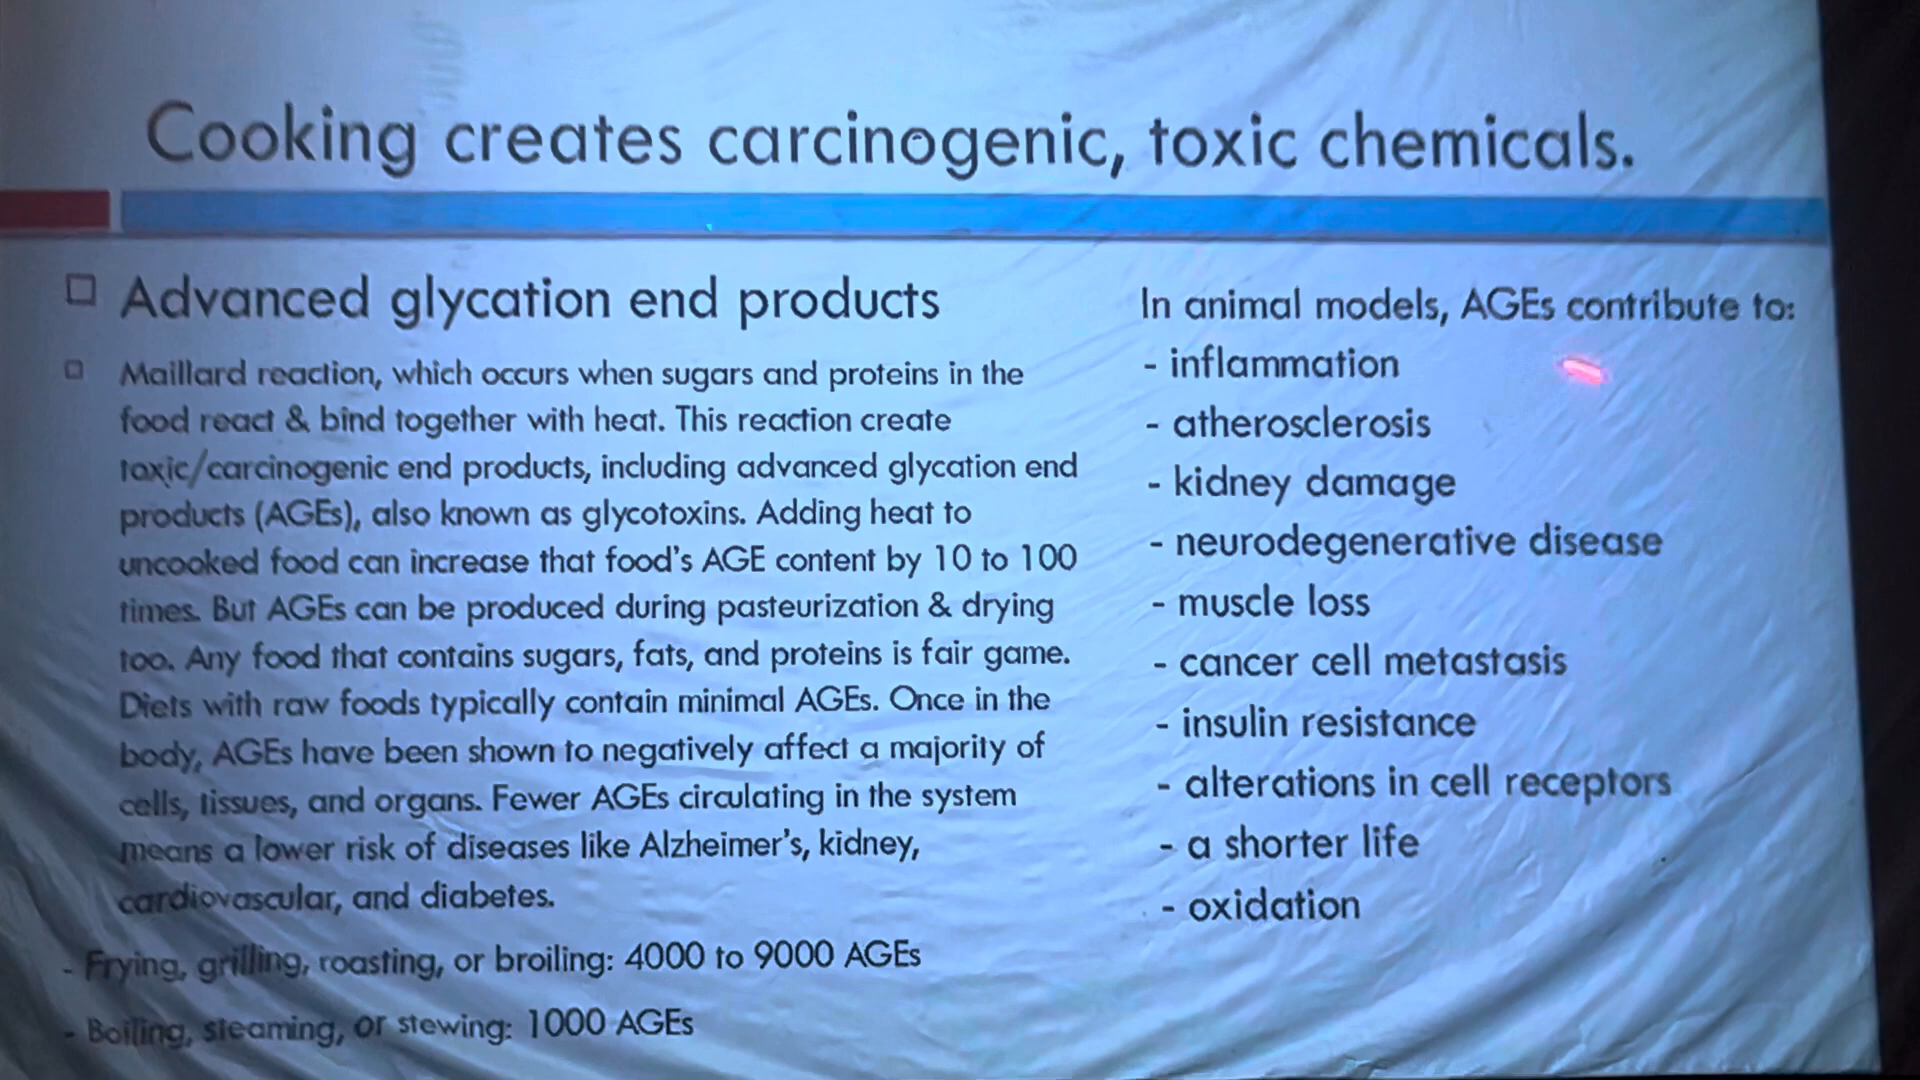 Cooking creates carcinogenic, toxic chemicals.
Advanced glycation end products
Maillard reaction, which occurs when sugars and proteins in the
food react & bind together with heat. This reaction create
toxic/carcinogenic end products, including advanced glycation end
products (AGEs), also known as glycotoxins. Adding heat to
uncooked food can increase that food's AGE content by 10 to 100
times. But AGEs can be produced during pasteurization & drying
too. Any food that contains sugars, fats, and proteins is fair game.
Diets with raw foods typically contain minimal AGEs. Once in the
body, AGEs have been shown to negatively affect a majority of
cells, tissues, and organs. Fewer AGEs circulating in the system
means a lower risk of diseases like Alzheimer's, kidney,
cardiovascular, and diabetes.
- Frying, grilling, roasting, or broiling: 4000 to 9000 AGEs
- Boiling, steaming, or stewing: 1000 AGEs
In animal models, AGEs contribute to:
- inflammation
- atherosclerosis
- kidney damage
- neurodegenerative disease
- muscle loss
- cancer cell metastasis
- insulin resistance
- alterations in cell receptors
- a shorter life
- oxidation